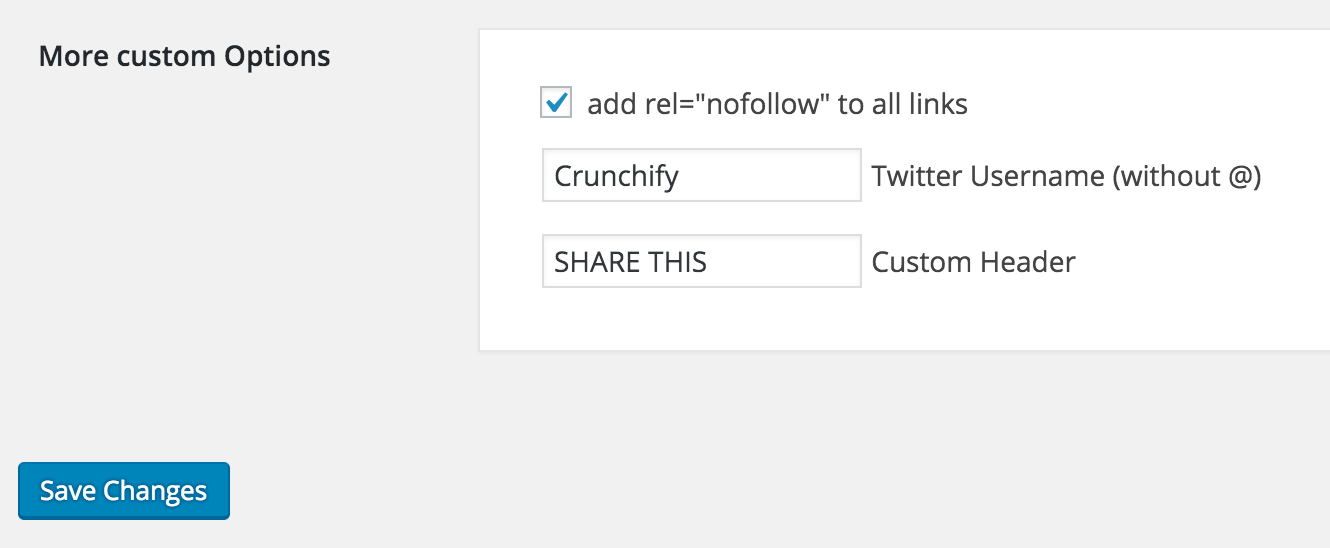 More custom Options
add rel="nofollow" to all links
Crunchify Twitter Username (without @)
SHARE THIS Custom Header
Save Changes